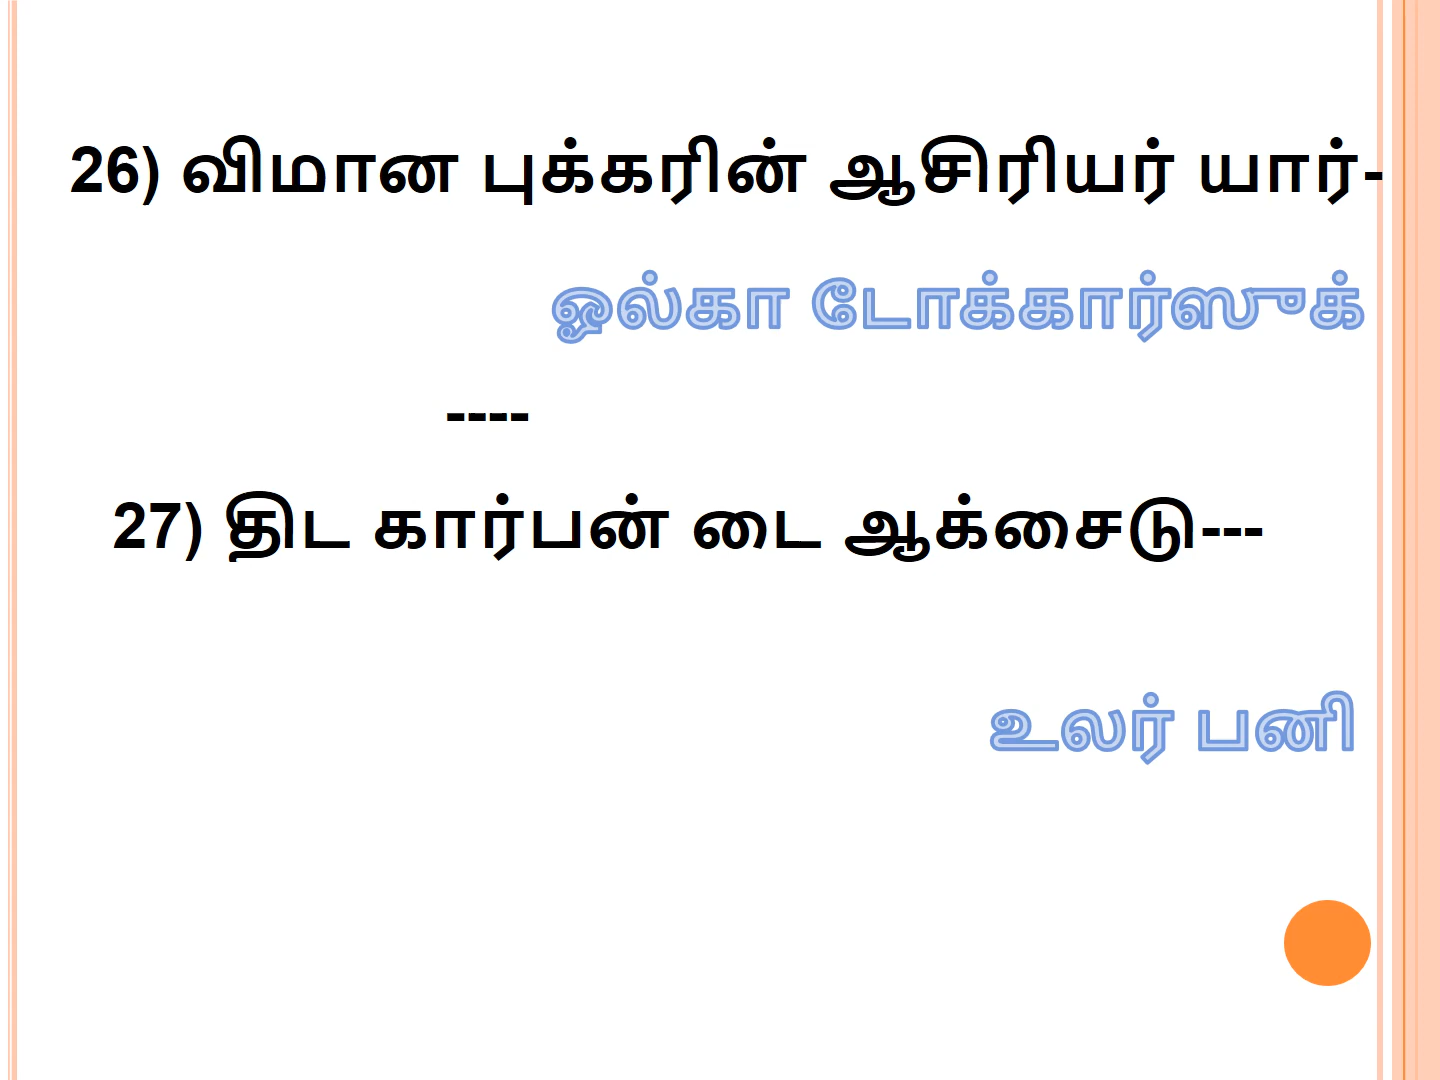 26) விமான புக்கரின் ஆசிரியர் யார்-
ஓல்கா டோக்கார்ஸுக்
----
27) திட கார்பன் டை ஆக்சைடு---
உலர் பனி